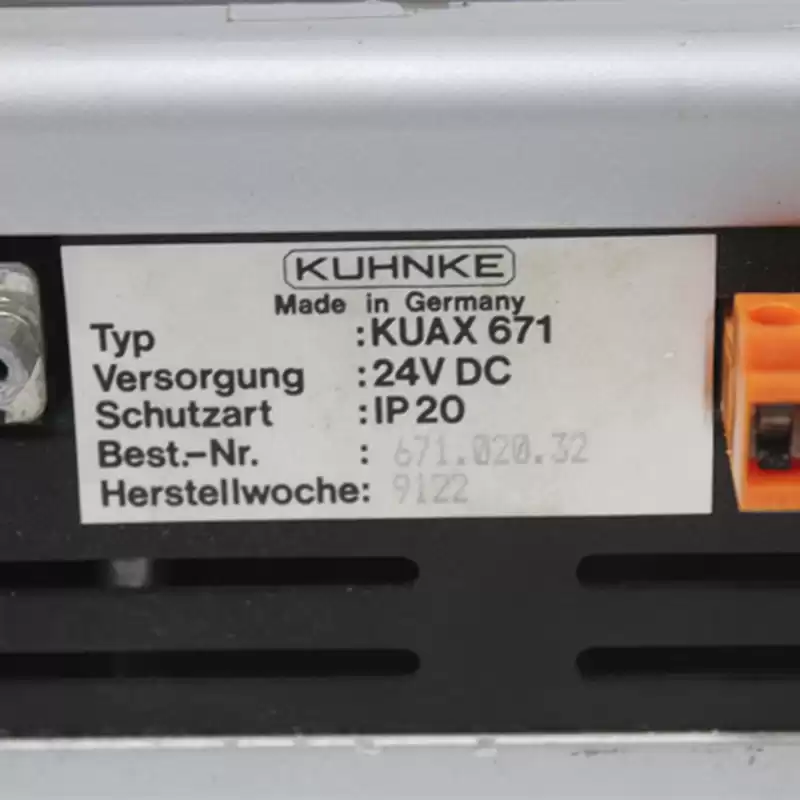 KUHNKE
Made in Germany
Typ :KUAX 671
Versorgung :24V DC
Schutzart :IP20
Best.-Nr. : 671.020.32
Herstellwoche: 9122